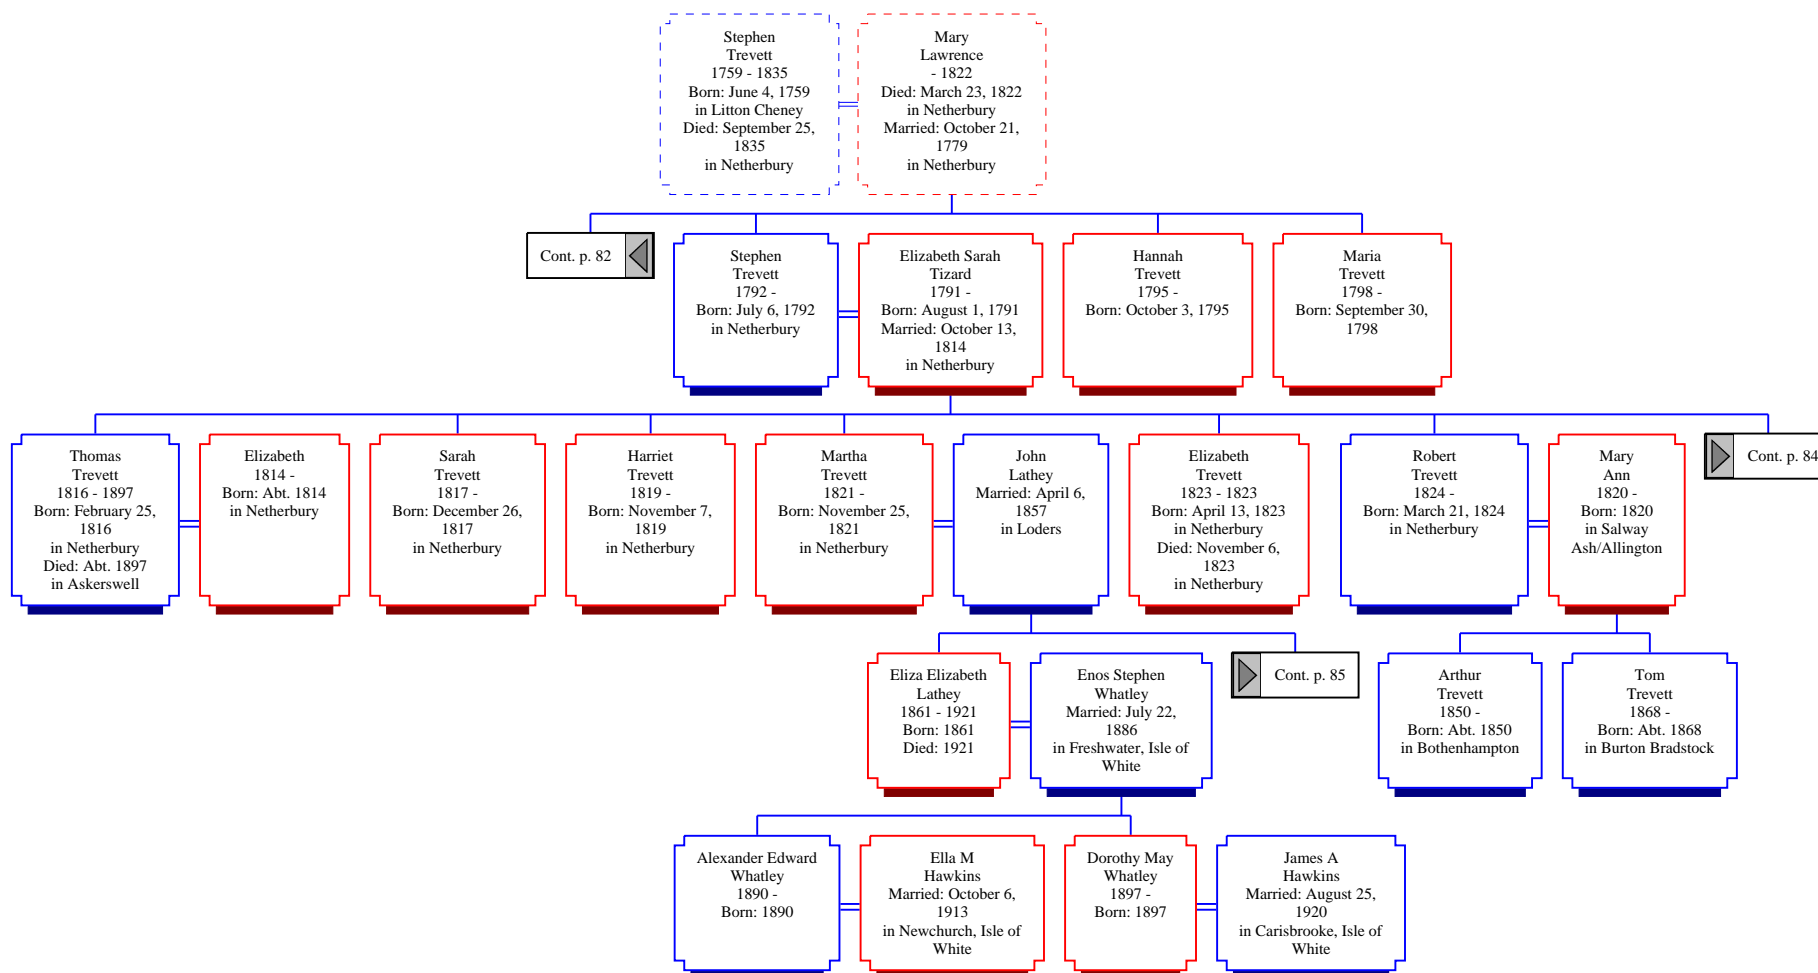 Stephen
Trevett
1759 - 1835
Born: June 4, 1759
in Litton Cheney
Died: September 25,
1835
in Netherbury
Mary
Lawrence
- 1822
Died: March 23, 1822
in Netherbury
Married: October 21,
1779
in Netherbury
Cont. p. 82
Stephen
Trevett
1792 -
Born: July 6, 1792
in Netherbury
Elizabeth Sarah
Tizard
1791 -
Born: August 1, 1791
Married: October 13,
1814
in Netherbury
Hannah
Trevett
1795 -
Born: October 3, 1795
Maria
Trevett
1798 -
Born: September 30,
1798
Thomas
Trevett
1816 - 1897
Born: February 25,
1816
in Netherbury
Died: Abt. 1897
in Askerswell
Elizabeth
1814 -
Born: Abt. 1814
in Netherbury
Sarah
Trevett
1817 -
Born: December 26,
1817
in Netherbury
Harriet
Trevett
1819 -
Born: November 7,
1819
in Netherbury
Martha
Trevett
1821 -
Born: November 25,
1821
in Netherbury
John
Lathey
Married: April 6,
1857
in Loders
Elizabeth
Trevett
1823 - 1823
Born: April 13, 1823
in Netherbury
Died: November 6,
1823
in Netherbury
Robert
Trevett
1824 -
Born: March 21, 1824
in Netherbury
Mary
Ann
1820 -
Born: 1820
in Salway
Ash/Allington
Cont. p. 84
Eliza Elizabeth
Lathey
1861 - 1921
Born: 1861
Died: 1921
Enos Stephen
Whatley
Married: July 22,
1886
in Freshwater, Isle of
White
Cont. p. 85
Arthur
Trevett
1850 -
Born: Abt. 1850
in Bothenhampton
Tom
Trevett
1868 -
Born: Abt. 1868
in Burton Bradstock
Alexander Edward
Whatley
1890 -
Born: 1890
Ella M
Hawkins
Married: October 6,
1913
in Newchurch, Isle of
White
Dorothy May
Whatley
1897 -
Born: 1897
James A
Hawkins
Married: August 25,
1920
in Carisbrooke, Isle of
White